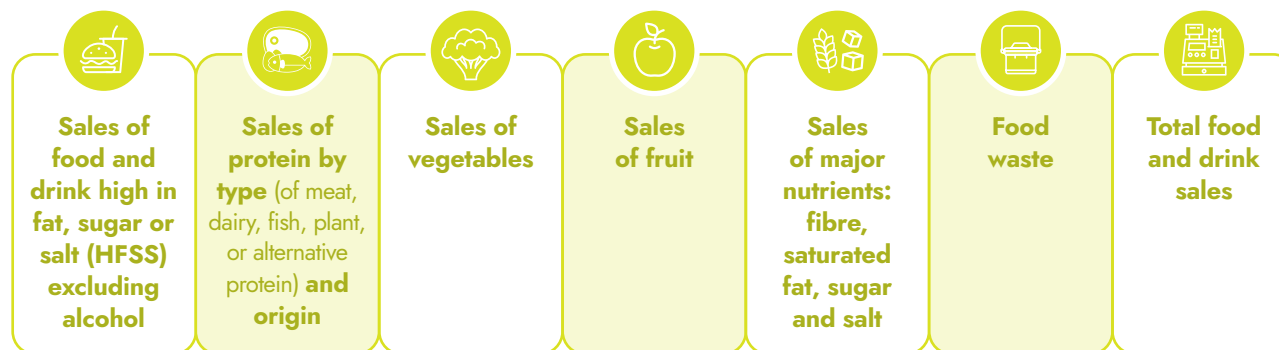 Sales of
food and
drink high in
fat, sugar or
salt (HFSS)
excluding
alcohol
Sales of
protein by
type (of meat,
dairy, fish, plant,
or alternative
protein) and
origin
Sales of
vegetables
Sales
of fruit
Sales
of major
nutrients:
fibre,
saturated
fat, sugar
and salt
Food
waste
Total food
and drink
sales